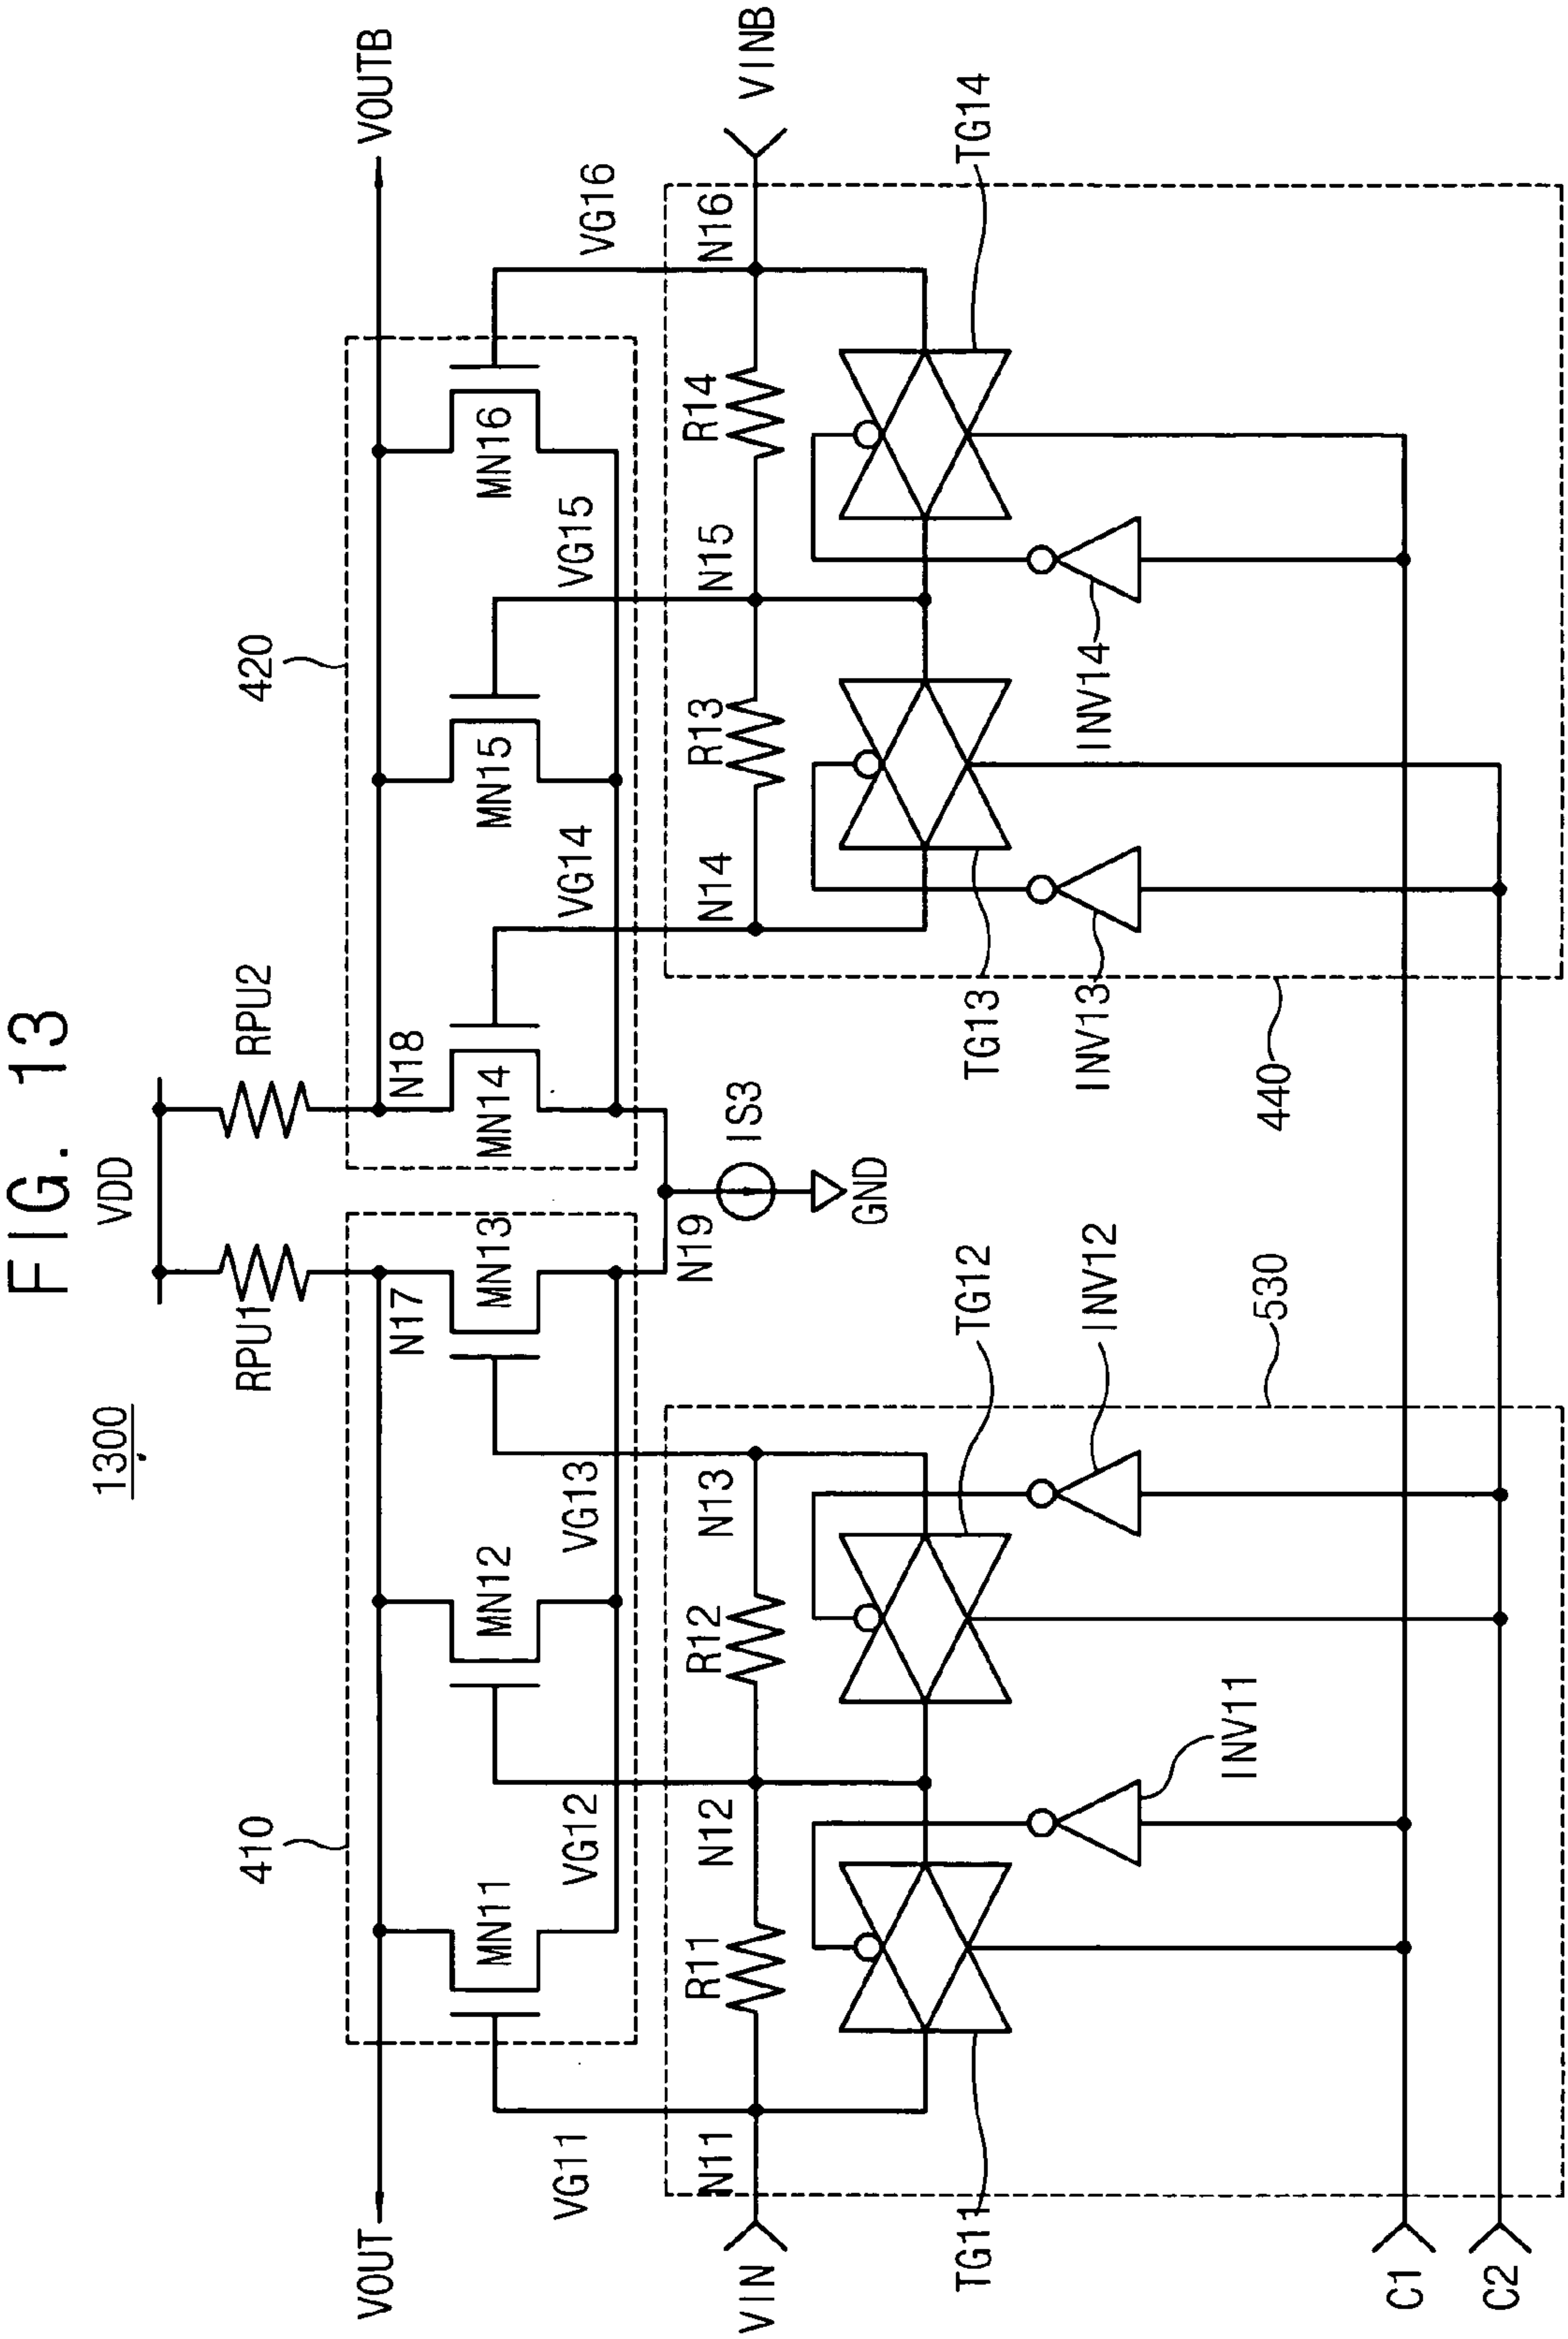 FIG. 13
1300
VDD
RPU1
RPU2
410
420
VOUT
VOUTB
N17
N18
MN11
MN12
MN13
MN14
MN15
MN16
VG11
VG12
VG13
VG14
VG15
VG16
N19
IS3
GND
VIN
VINB
N11
R11
N12
R12
N13
N14
R13
N15
R14
N16
TG11
TG12
TG13
TG14
INV11
INV12
INV13
INV14
530
440
C1
C2